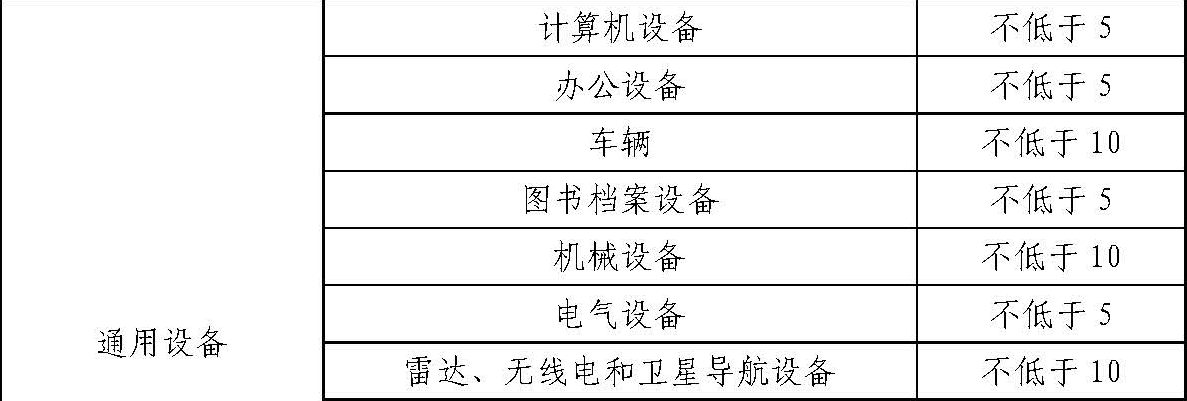 计算机设备 不低于 5
办公设备 不低于 5
车辆 不低于 10
图书档案设备 不低于 5
机械设备 不低于 10
电气设备 不低于 5
通用设备
雷达、无线电和卫星导航设备 不低于 10